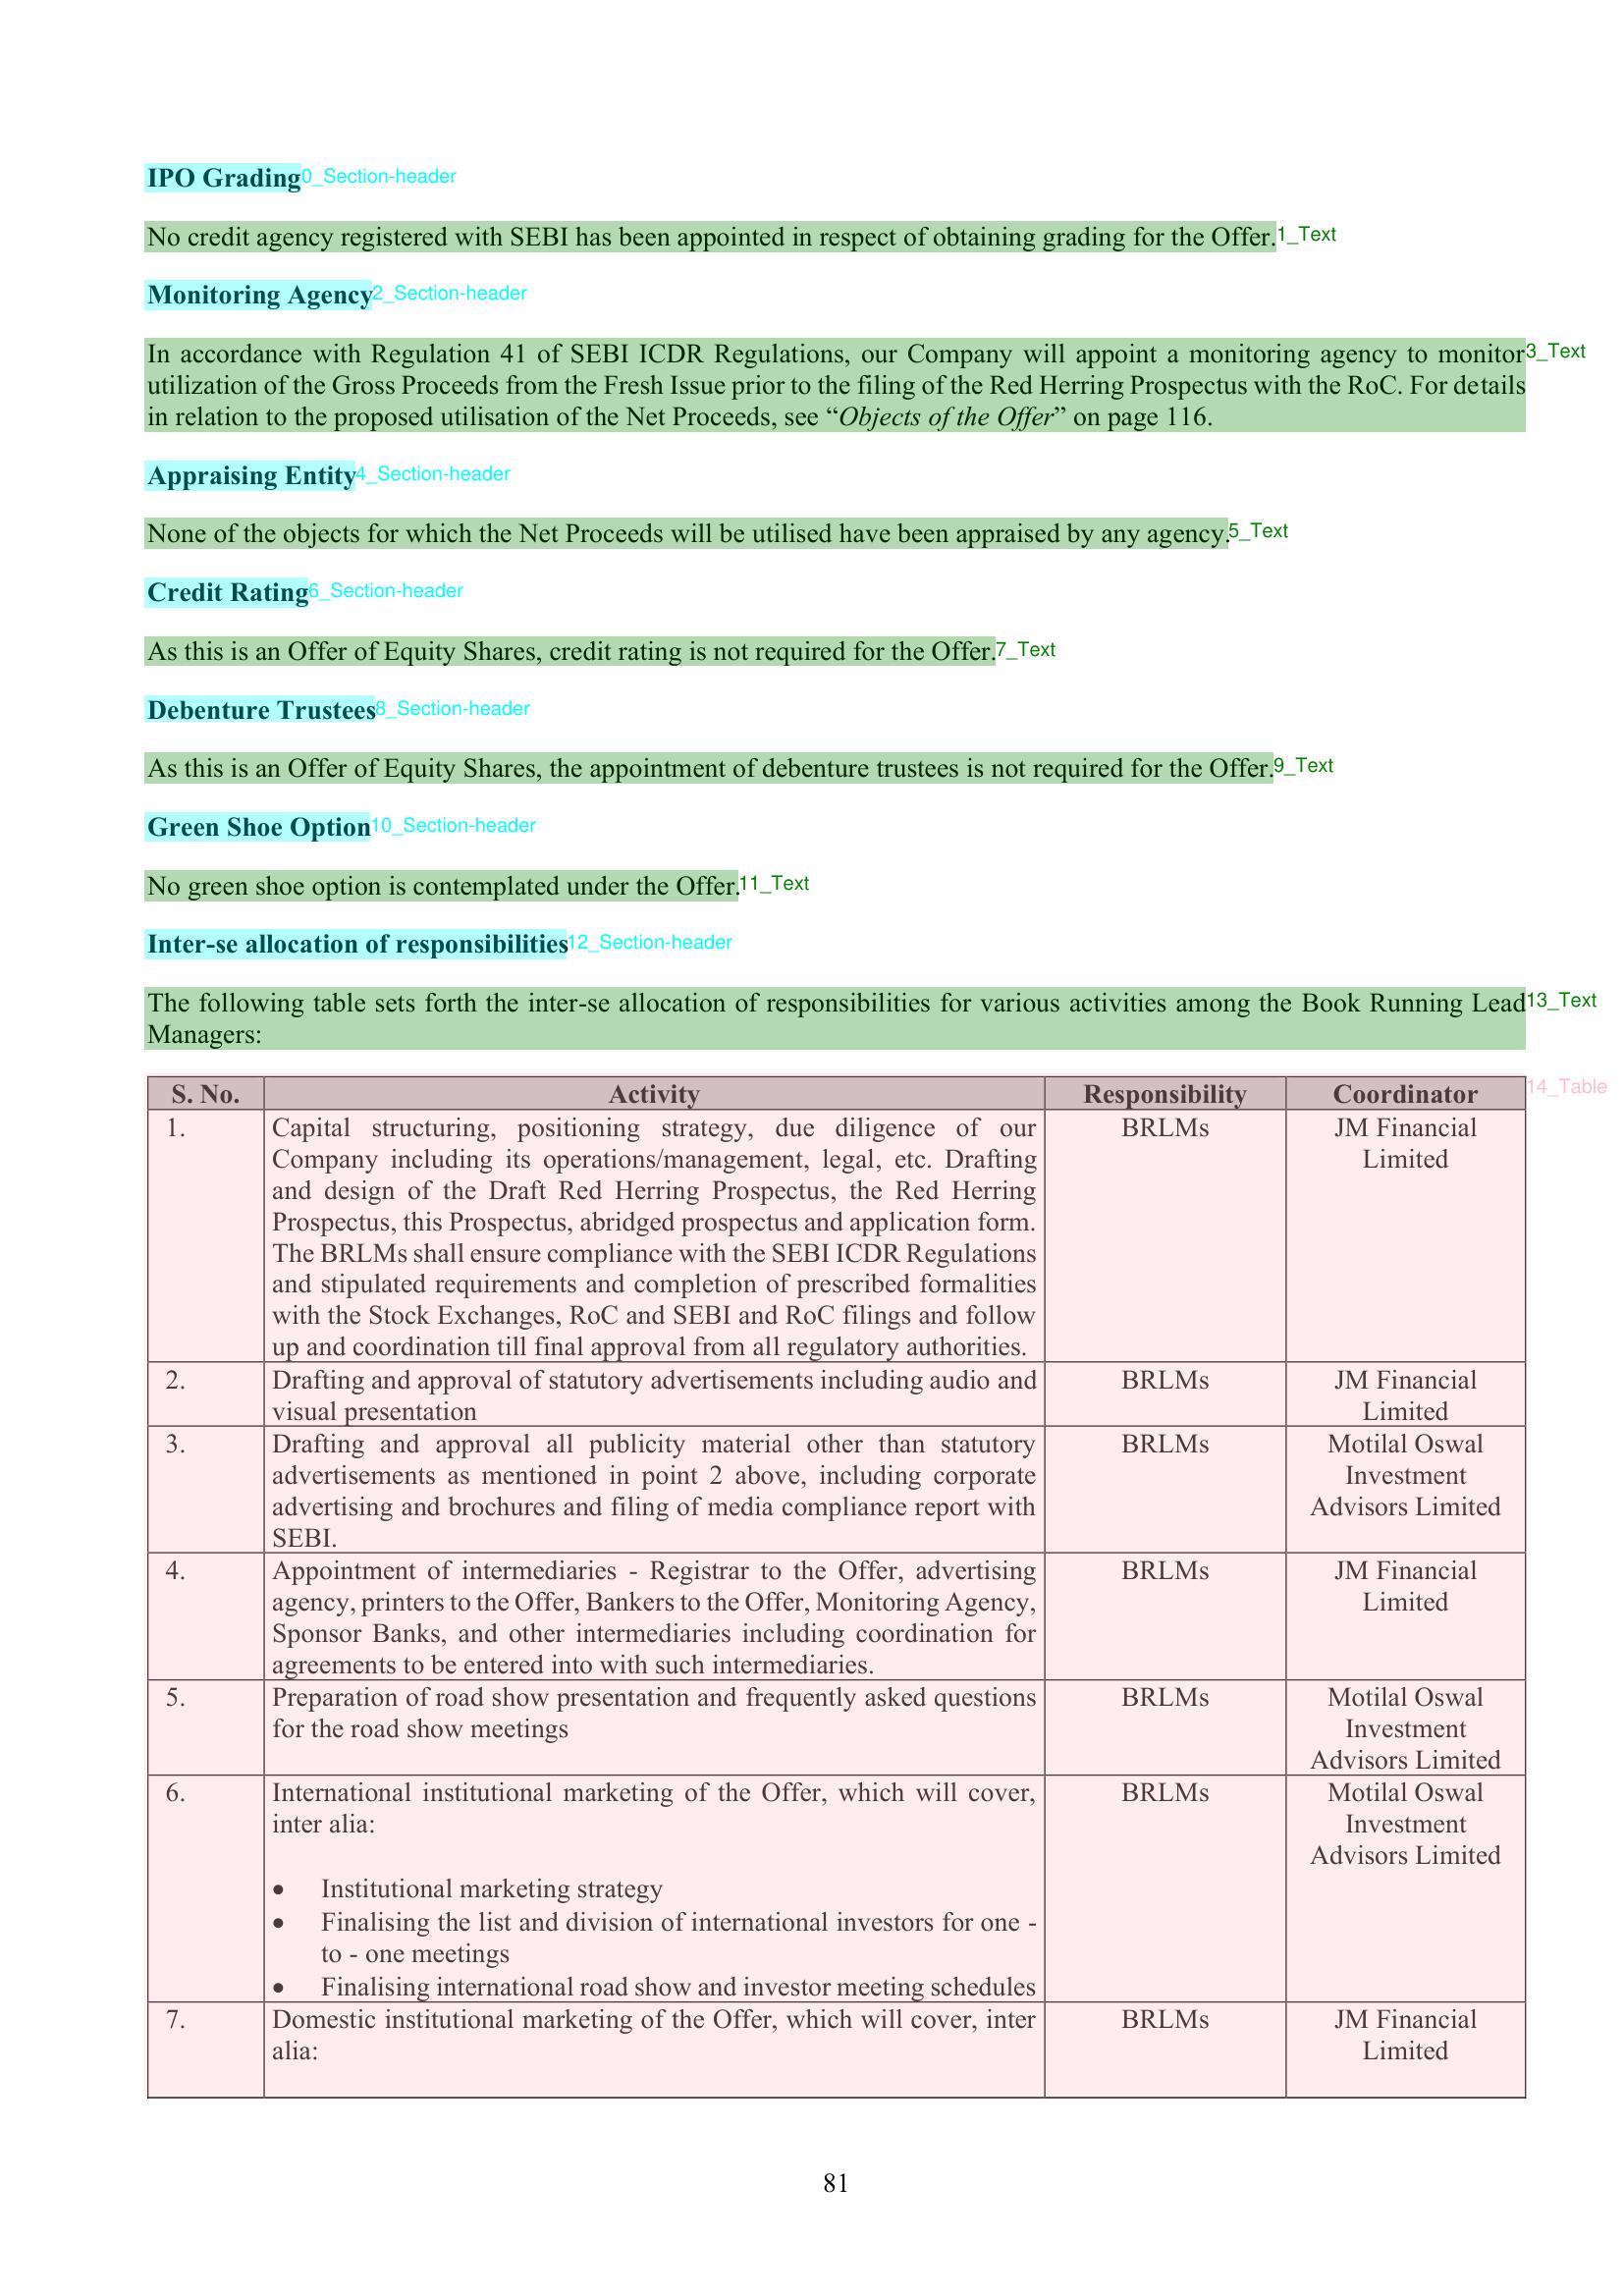 IPO Grading0_Section-header
No credit agency registered with SEBI has been appointed in respect of obtaining grading for the Offer.1_Text
Monitoring Agency2_Section-header
In accordance with Regulation 41 of SEBI ICDR Regulations, our Company will appoint a monitoring agency to monitor3_Text
utilization of the Gross Proceeds from the Fresh Issue prior to the filing of the Red Herring Prospectus with the RoC. For details
in relation to the proposed utilisation of the Net Proceeds, see “Objects of the Offer” on page 116.
Appraising Entity4_Section-header
None of the objects for which the Net Proceeds will be utilised have been appraised by any agency.5_Text
Credit Rating6_Section-header
As this is an Offer of Equity Shares, credit rating is not required for the Offer.7_Text
Debenture Trustees8_Section-header
As this is an Offer of Equity Shares, the appointment of debenture trustees is not required for the Offer.9_Text
Green Shoe Option10_Section-header
No green shoe option is contemplated under the Offer.11_Text
Inter-se allocation of responsibilities12_Section-header
The following table sets forth the inter-se allocation of responsibilities for various activities among the Book Running Lead13_Text
Managers:
14_Table
S. No. Activity Responsibility Coordinator
1. Capital structuring, positioning strategy, due diligence of our BRLMs JM Financial
Company including its operations/management, legal, etc. Drafting Limited
and design of the Draft Red Herring Prospectus, the Red Herring
Prospectus, this Prospectus, abridged prospectus and application form.
The BRLMs shall ensure compliance with the SEBI ICDR Regulations
and stipulated requirements and completion of prescribed formalities
with the Stock Exchanges, RoC and SEBI and RoC filings and follow
up and coordination till final approval from all regulatory authorities.
2. Drafting and approval of statutory advertisements including audio and BRLMs JM Financial
visual presentation Limited
3. Drafting and approval all publicity material other than statutory BRLMs Motilal Oswal
advertisements as mentioned in point 2 above, including corporate Investment
advertising and brochures and filing of media compliance report with Advisors Limited
SEBI.
4. Appointment of intermediaries - Registrar to the Offer, advertising BRLMs JM Financial
agency, printers to the Offer, Bankers to the Offer, Monitoring Agency, Limited
Sponsor Banks, and other intermediaries including coordination for
agreements to be entered into with such intermediaries.
5. Preparation of road show presentation and frequently asked questions BRLMs Motilal Oswal
for the road show meetings Investment
Advisors Limited
6. International institutional marketing of the Offer, which will cover, BRLMs Motilal Oswal
inter alia: Investment
Advisors Limited
• Institutional marketing strategy
• Finalising the list and division of international investors for one -
to - one meetings
• Finalising international road show and investor meeting schedules
7. Domestic institutional marketing of the Offer, which will cover, inter BRLMs JM Financial
alia: Limited
81